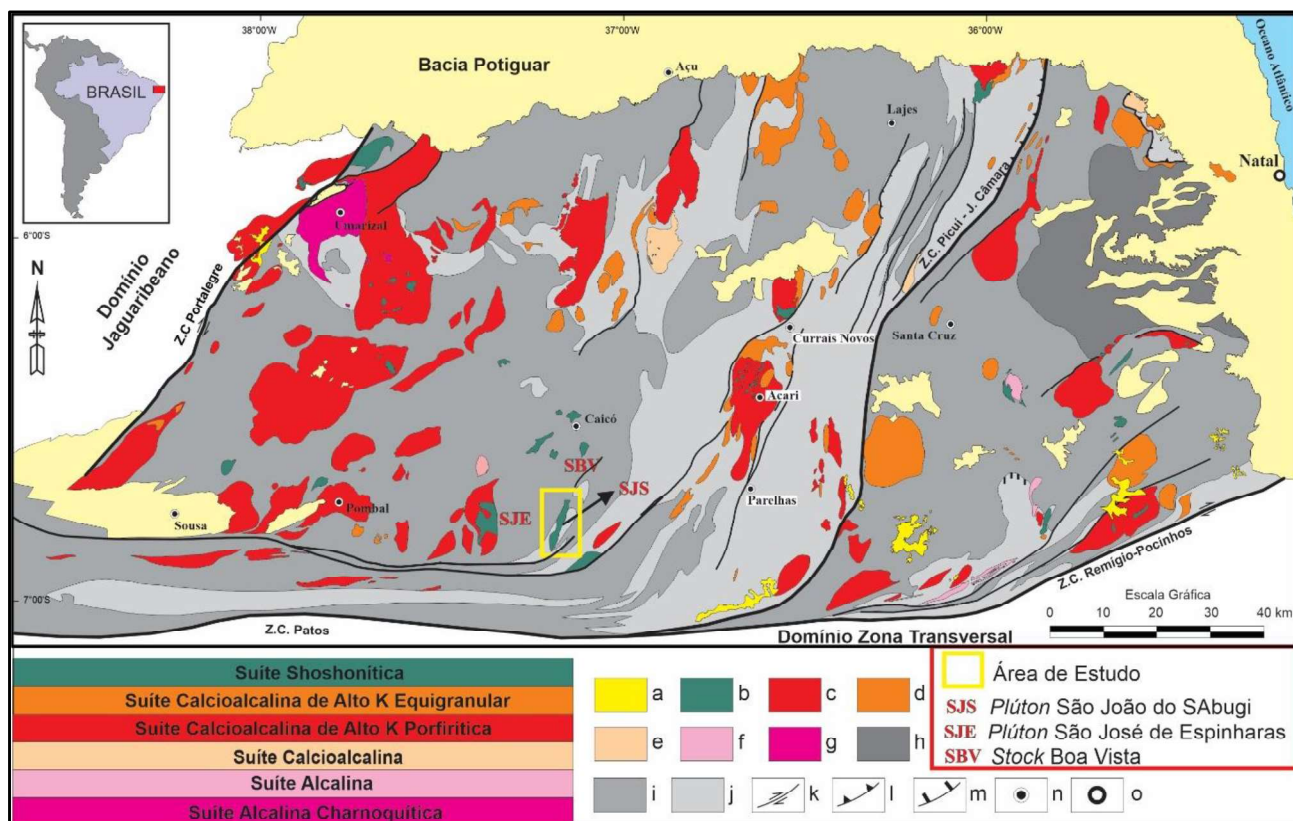 38°00'W
37°00'W
36°00'W
Oceano Atlântico
BRASIL
Bacia Potiguar
Açu
Lajes
Natal
Z.C. Picui - J. Câmara
Umarizal
6°00'S
N
Domínio
Jaguaribeano
Z.C Portalegre
Currais Novos
Santa Cruz
Acari
Caicó
SBV
SJS
SJE
Parelhas
Pombal
Sousa
Z.C. Remígio-Pocinhos
Escala Gráfica
0 10 20 30 40 km
7°00'S
Z.C. Patos
Domínio Zona Transversal
Suíte Shoshonítica
Suíte Calcioalcalina de Alto K Equigranular
Suíte Calcioalcalina de Alto K Porfirítica
Suíte Calcioalcalina
Suíte Alcalina
Suíte Alcalina Charnoquítica
a b c d
e f g h
i j k l m n o
Área de Estudo
SJS Plúton São João do SAbugi
SJE Plúton São José de Espinharas
SBV Stock Boa Vista